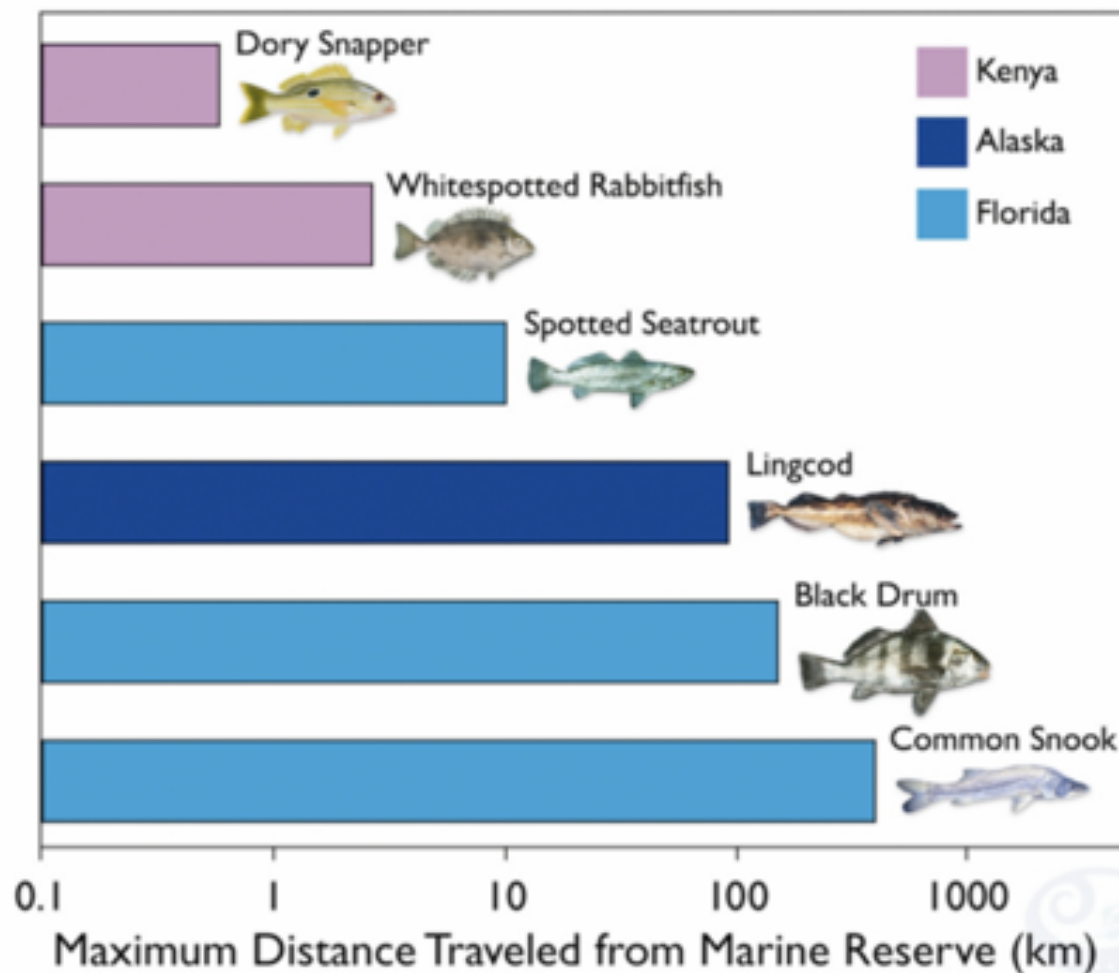 Dory Snapper
Kenya
Alaska
Whitespotted Rabbitfish
Florida
Spotted Seatrout
Lingcod
Black Drum
Common Snook
0.1 1 10 100 1000
Maximum Distance Traveled from Marine Reserve (km)